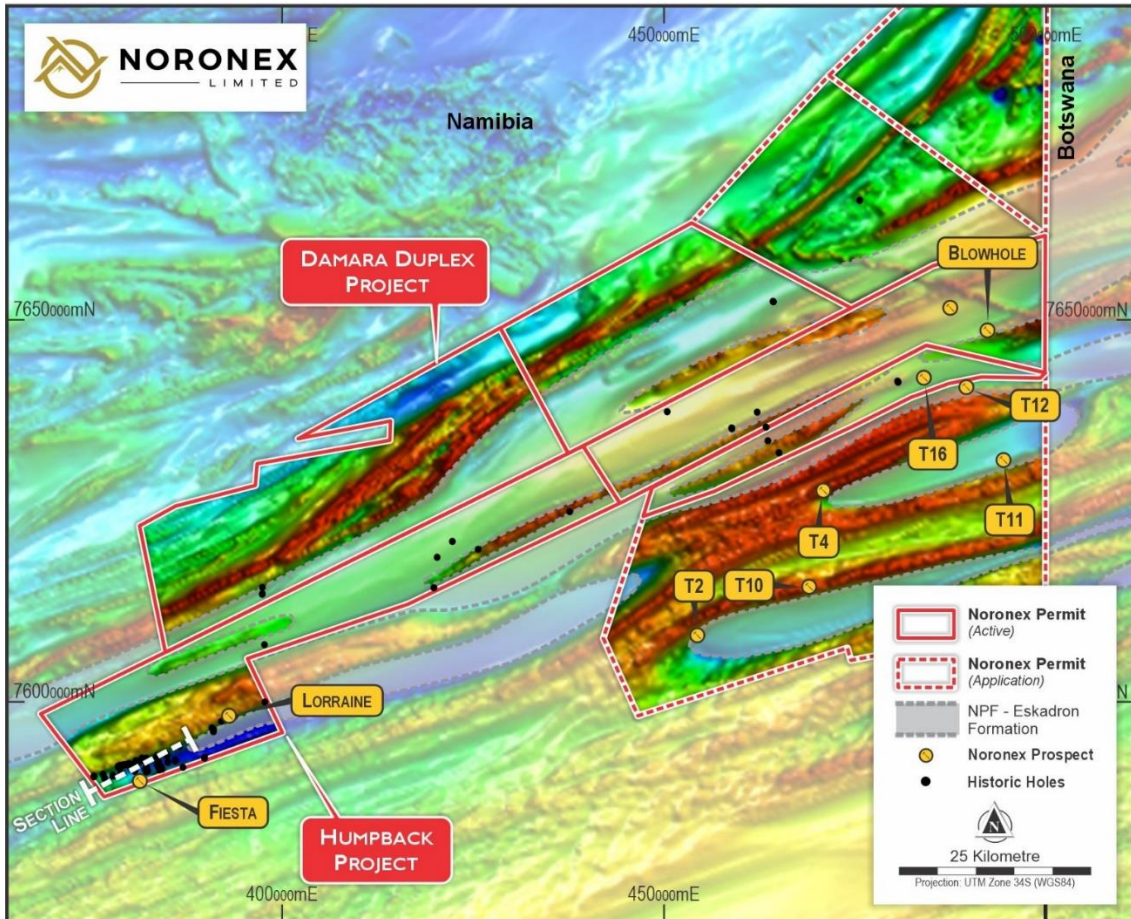 NORONEX
LIMITED
450000mE
Namibia
Botswana
DAMARA DUPLEX
PROJECT
BLOWHOLE
7650000mN
7650000mN
T12
T16
T11
T4
T2
T10
7600000mN
LORRAINE
SECTION
LINE
FIESTA
HUMPBACK
PROJECT
400000mE
450000mE
Noronex Permit
(Active)
Noronex Permit
(Application)
NPF - Eskadron
Formation
Noronex Prospect
Historic Holes
N
25 Kilometre
Projection: UTM Zone 34S (WGS84)